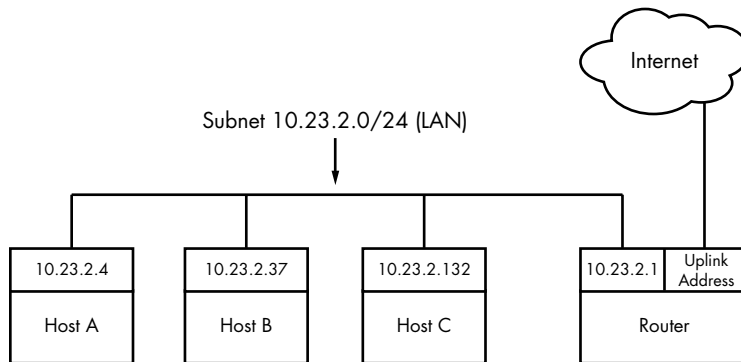 Internet
Subnet 10.23.2.0/24 (LAN)
10.23.2.4
10.23.2.37
10.23.2.132
10.23.2.1
Uplink
Address
Host A
Host B
Host C
Router